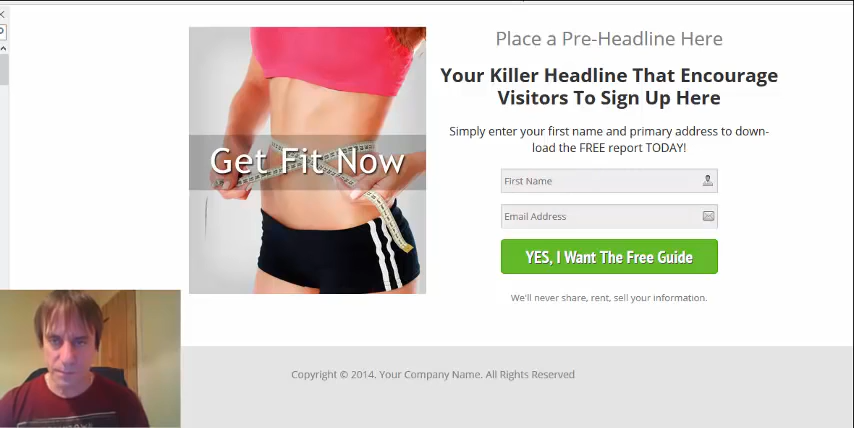 Get Fit Now
Place a Pre-Headline Here
Your Killer Headline That Encourage
Visitors To Sign Up Here
Simply enter your first name and primary address to down-
load the FREE report TODAY!
First Name
Email Address
YES, I Want The Free Guide
We'll never share, rent, sell your information.
Copyright © 2014. Your Company Name. All Rights Reserved